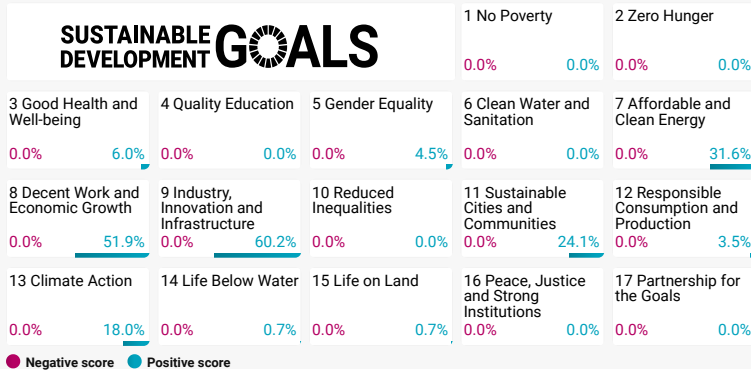 SUSTAINABLE DEVELOPMENT GOALS
1 No Poverty
0.0% 0.0%
2 Zero Hunger
0.0% 0.0%
3 Good Health and
Well-being
0.0% 6.0%
4 Quality Education
0.0% 0.0%
5 Gender Equality
0.0% 4.5%
6 Clean Water and
Sanitation
0.0% 0.0%
7 Affordable and
Clean Energy
0.0% 31.6%
8 Decent Work and
Economic Growth
0.0% 51.9%
9 Industry,
Innovation and
Infrastructure
0.0% 60.2%
10 Reduced
Inequalities
0.0% 0.0%
11 Sustainable
Cities and
Communities
0.0% 24.1%
12 Responsible
Consumption and
Production
0.0% 3.5%
13 Climate Action
0.0% 18.0%
14 Life Below Water
0.0% 0.7%
15 Life on Land
0.0% 0.7%
16 Peace, Justice
and Strong
Institutions
0.0% 0.0%
17 Partnership for
the Goals
0.0% 0.0%
Negative score Positive score